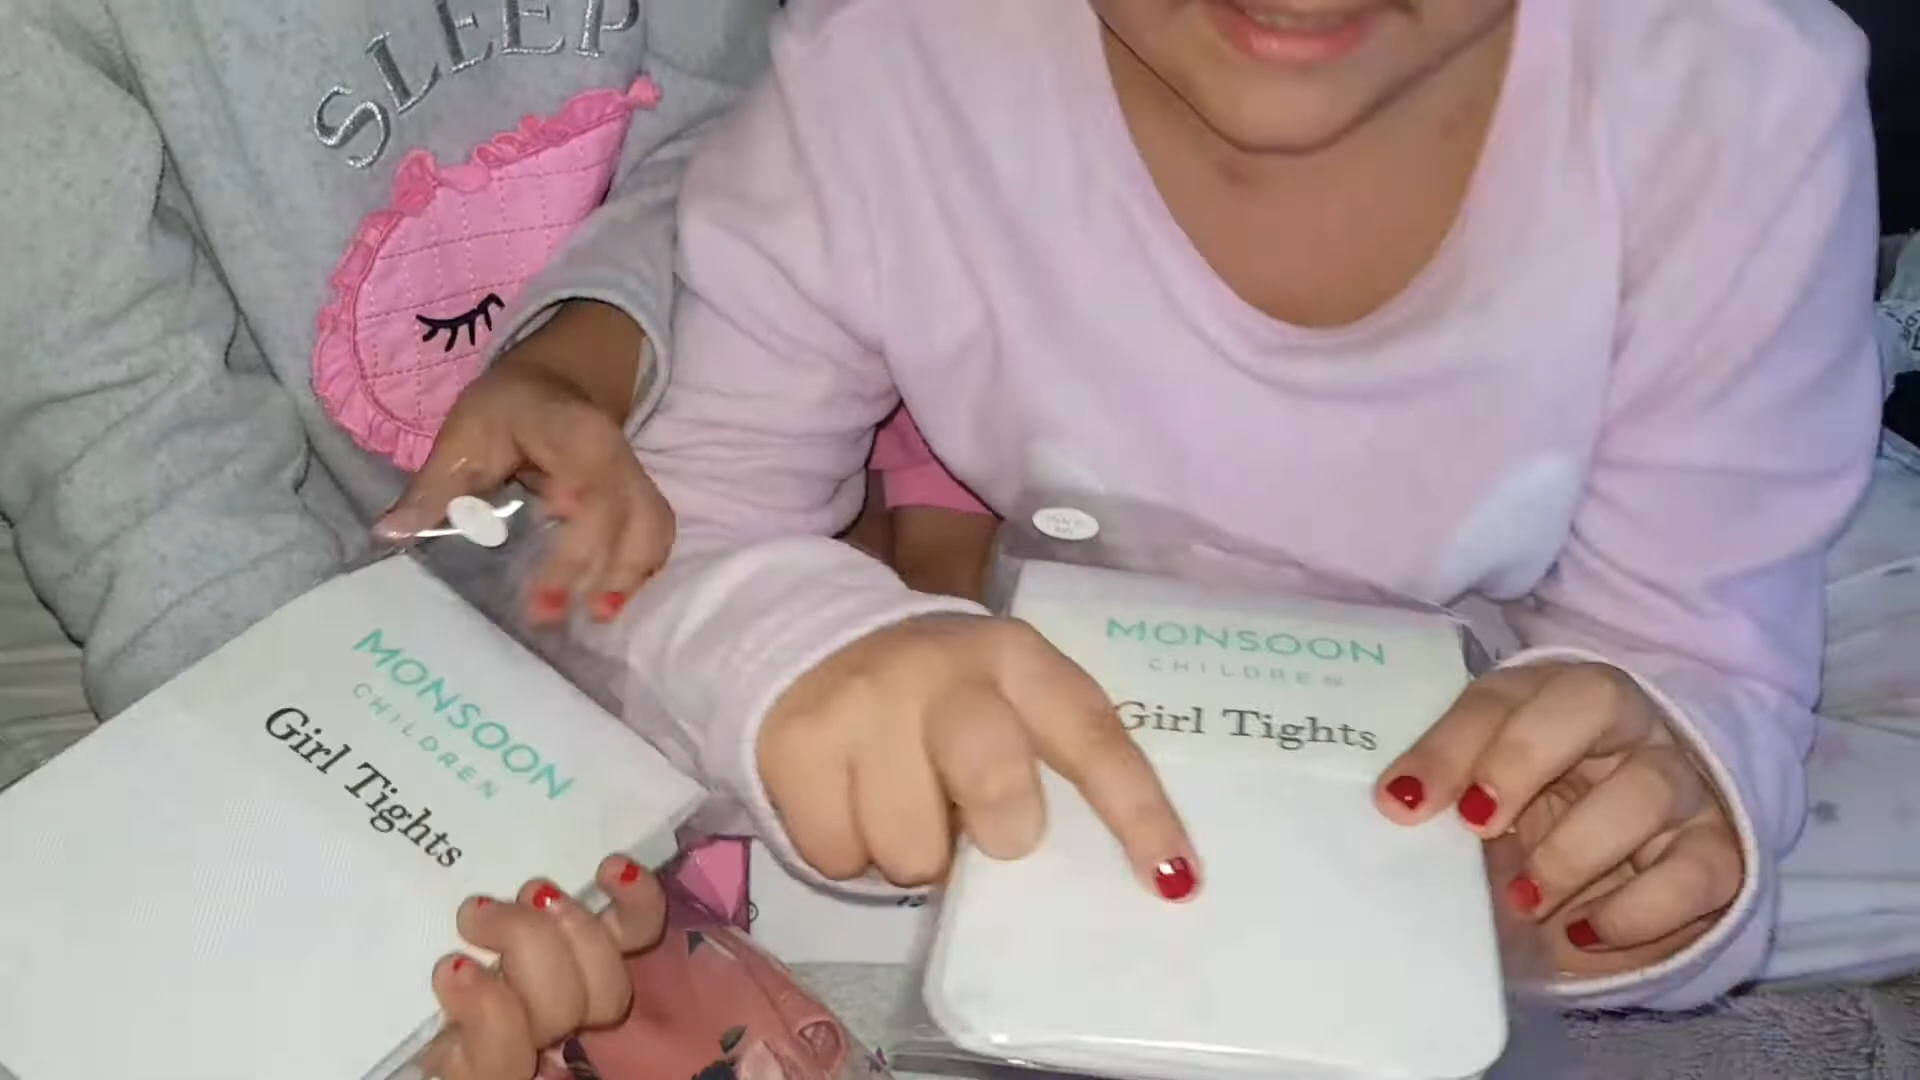 SLEEP
MONSOON
CHILDREN
Girl Tights
MONSOON
CHILDREN
Girl Tights